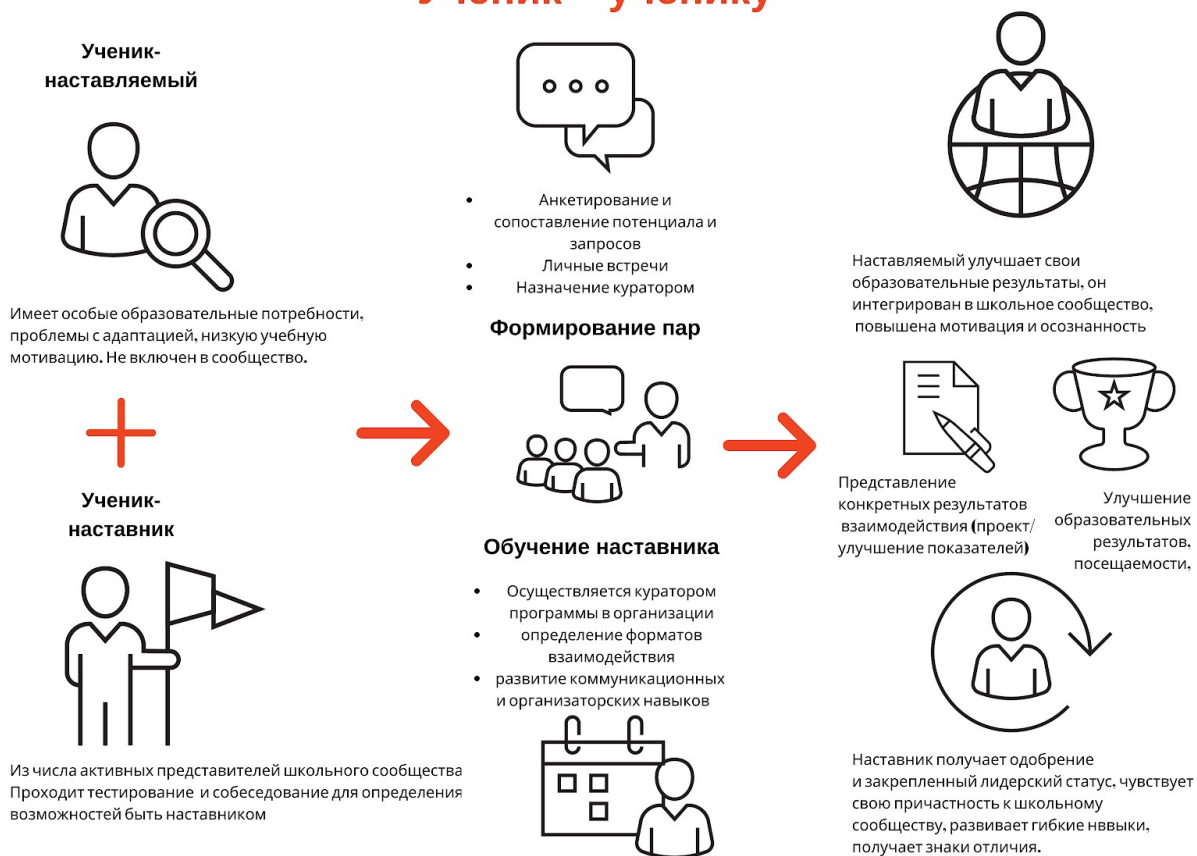 Ученик – ученику
Ученик-
наставляемый
Имеет особые образовательные потребности,
проблемы с адаптацией, низкую учебную
мотивацию. Не включен в сообщество.
Ученик-
наставник
Из числа активных представителей школьного сообщества
Проходит тестирование и собеседование для определения
возможностей быть наставником
• Анкетирование и
сопоставление потенциала и
запросов
• Личные встречи
• Назначение куратором
Формирование пар
Обучение наставника
• Осуществляется куратором
программы в организации
• определение форматов
взаимодействия
• развитие коммуникационных
и организаторских навыков
Наставляемый улучшает свои
образовательные результаты, он
интегрирован в школьное сообщество,
повышена мотивация и осознанность
Представление
конкретных результатов
взаимодействия (проект/
улучшение показателей)
Улучшение
образовательных
результатов,
посещаемости,
Наставник получает одобрение
и закрепленный лидерский статус, чувствует
свою причастность к школьному
сообществу, развивает гибкие нввыки,
получает знаки отличия.